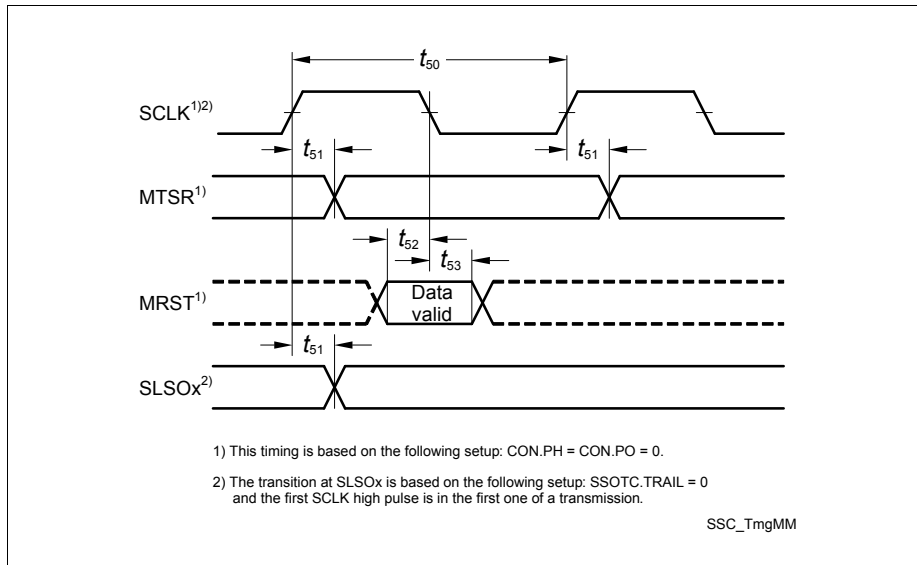 t50
SCLK1)2)
t51
t51
MTSR1)
t52
t53
MRST1)
Data
valid
t51
SLSOx2)
1) This timing is based on the following setup: CON.PH = CON.PO = 0.
2) The transition at SLSOx is based on the following setup: SSOTC.TRAIL = 0
and the first SCLK high pulse is in the first one of a transmission.
SSC_TmgMM